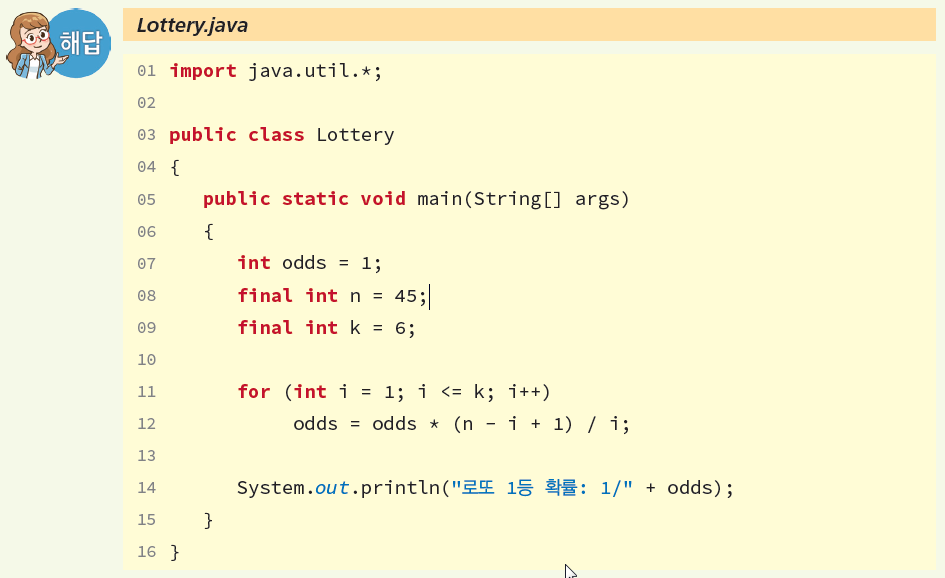 해답
Lottery.java
01 import java.util.*;
02
03 public class Lottery
04 {
05 public static void main(String[] args)
06 {
07 int odds = 1;
08 final int n = 45;
09 final int k = 6;
10
11 for (int i = 1; i <= k; i++)
12 odds = odds * (n - i + 1) / i;
13
14 System.out.println("로또 1등 확률: 1/" + odds);
15 }
16 }